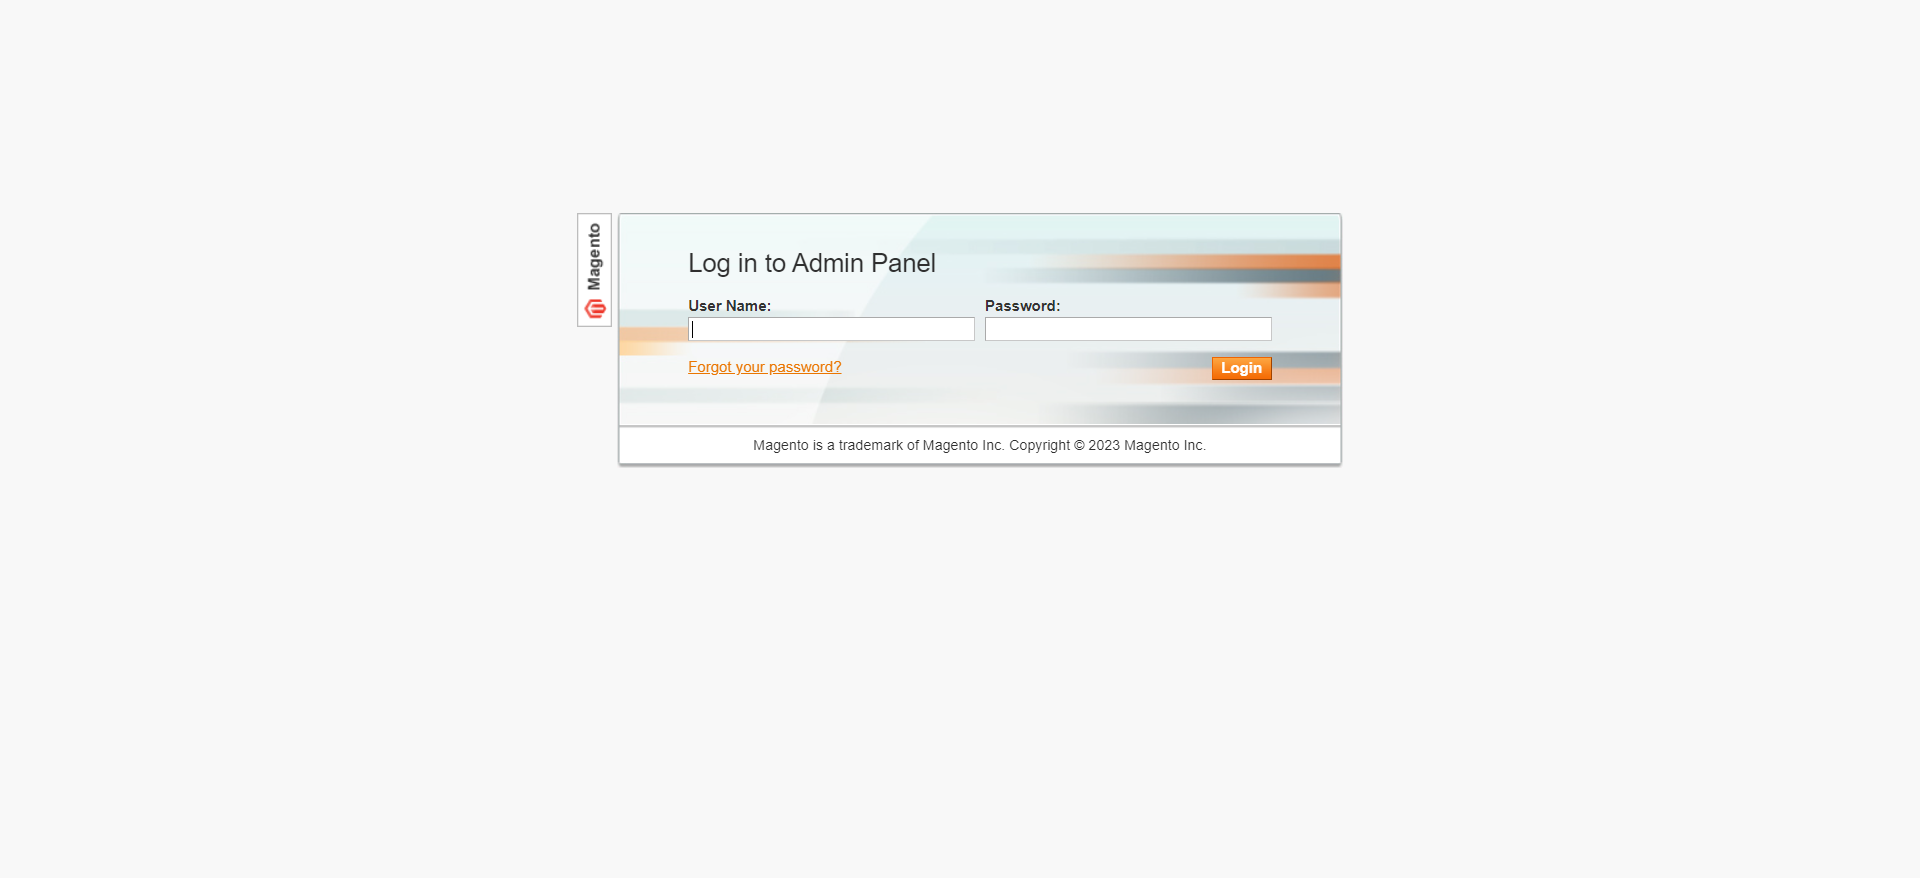 Magento
Log in to Admin Panel
User Name:
Password:
Forgot your password?
Login
Magento is a trademark of Magento Inc. Copyright © 2023 Magento Inc.